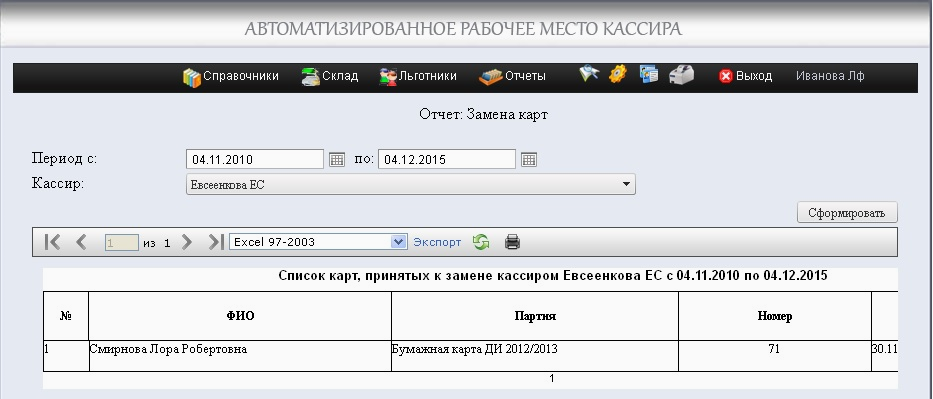 АВТОМАТИЗИРОВАННОЕ РАБОЧЕЕ МЕСТО КАССИРА
Справочники Склад Льготники Отчеты Выход Иванова Лф
Отчет: Замена карт
Период с: 04.11.2010 по: 04.12.2015
Кассир: Евсеенкова ЕС
Сформировать
1 из 1 Excel 97-2003 Экспорт
Список карт, принятых к замене кассиром Евсеенкова ЕС с 04.11.2010 по 04.12.2015
№ ФИО Партия Номер
1 Смирнова Лора Робертовна Бумажная карта ДИ 2012/2013 71 30.11
1